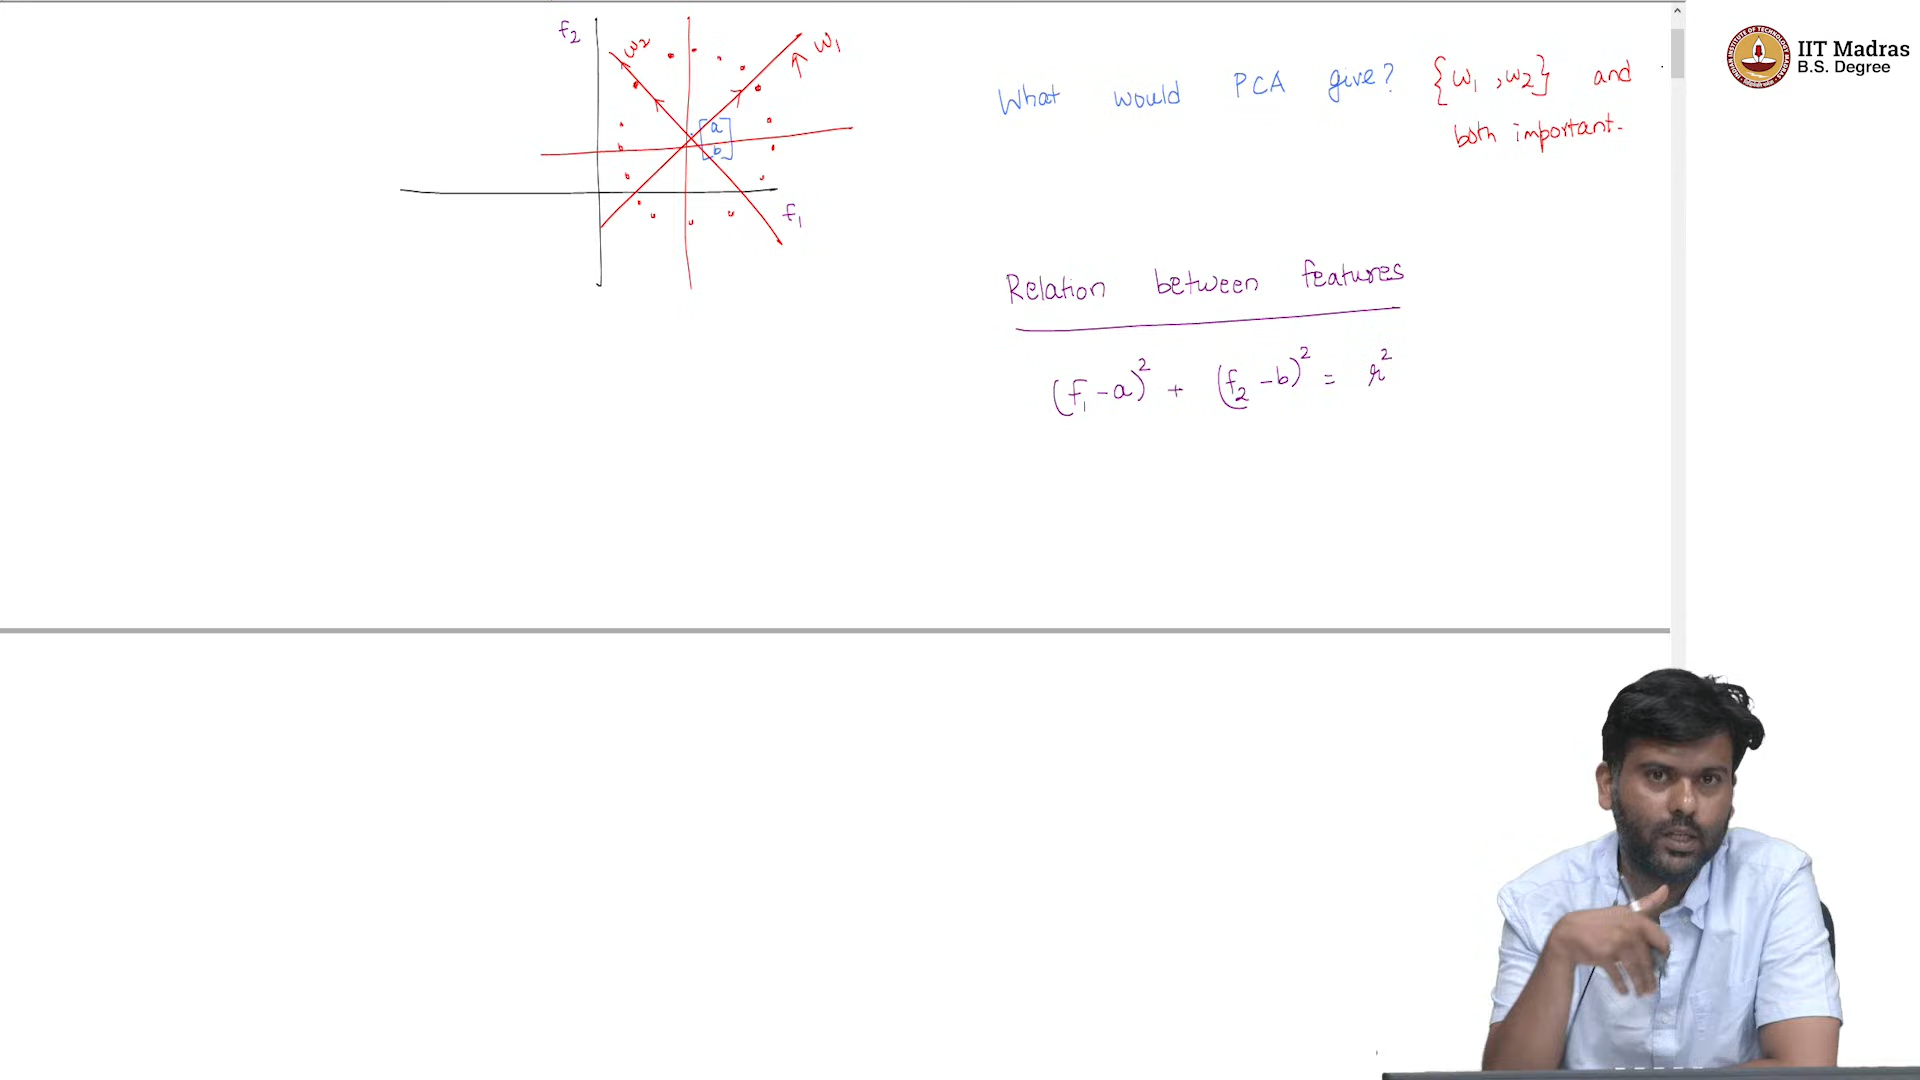 f₂
w₂
w₁
[a
b]
f₁
What would PCA give? {w₁, w₂} and
both important.
Relation between features
(f₁ - a)² + (f₂ - b)² = r²
IIT Madras
B.S. Degree